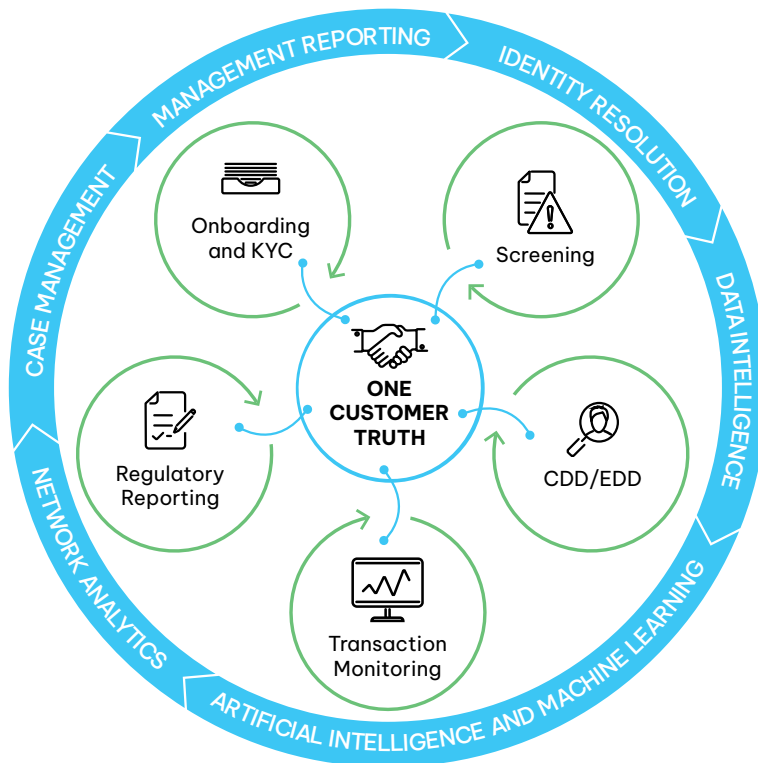 MANAGEMENT REPORTING
IDENTITY RESOLUTION
DATA INTELLIGENCE
ARTIFICIAL INTELLIGENCE AND MACHINE LEARNING
NETWORK ANALYTICS
CASE MANAGEMENT
Onboarding
and KYC
Screening
ONE
CUSTOMER
TRUTH
Regulatory
Reporting
CDD/EDD
Transaction
Monitoring